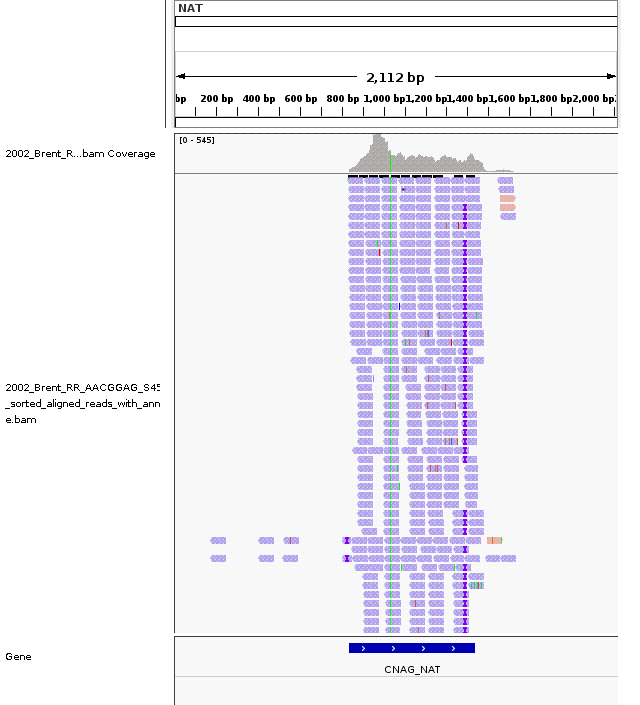 NAT
2,112 bp
bp 200 bp 400 bp 600 bp 800 bp 1,000 bp 1,200 bp 1,400 bp 1,600 bp 1,800 bp 2,000 bp
[0 - 545]
2002_Brent_R...bam Coverage
2002_Brent_RR_AACGGAG_S45
_sorted_aligned_reads_with_ann
e.bam
Gene
CNAG_NAT